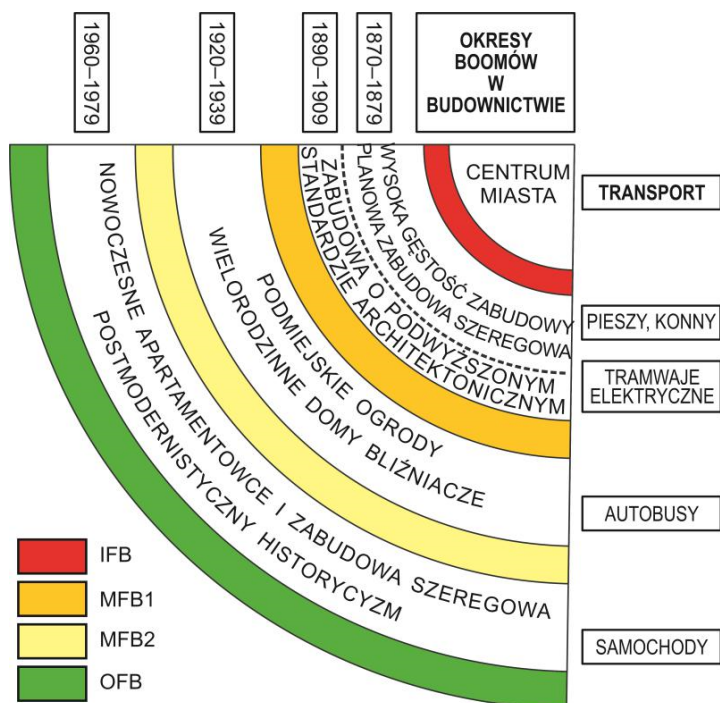 1960–1979
1920–1939
1890–1909
1870–1879
OKRESY
BOOMÓW
W
BUDOWNICTWIE
CENTRUM
MIASTA
WYSOKA GĘSTOŚĆ ZABUDOWY
PLANOWA ZABUDOWA SZEREGOWA
ZABUDOWA O PODWYŻSZONYM
STANDARDZIE ARCHITEKTONICZNYM
PODMIEJSKIE OGRODY
WIELORODZINNE DOMY BLIŹNIACZE
NOWOCZESNE APARTAMENTOWCE I ZABUDOWA SZEREGOWA
POSTMODERNISTYCZNY HISTORYCYZM
TRANSPORT
PIESZY, KONNY
TRAMWAJE
ELEKTRYCZNE
AUTOBUSY
SAMOCHODY
IFB
MFB1
MFB2
OFB